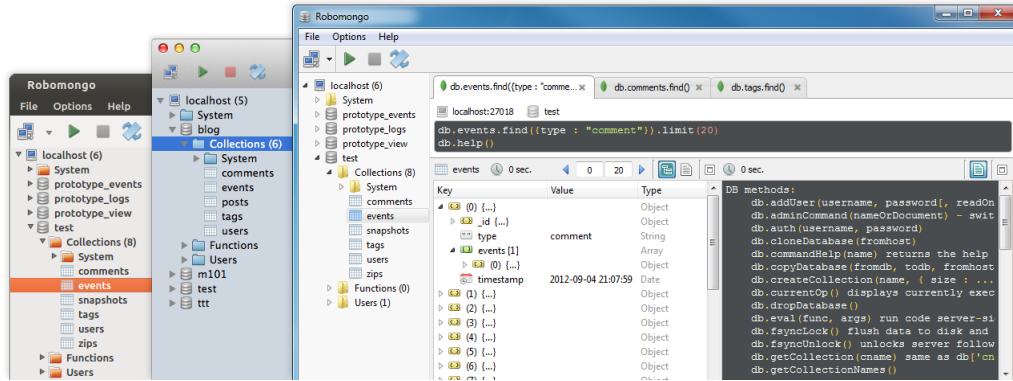 Robomongo
File Options Help
localhost (6)
System
prototype_events
prototype_logs
prototype_view
test
Collections (8)
System
comments
events
snapshots
tags
users
zips
Functions
Users
localhost (5)
System
blog
Collections (6)
System
comments
events
posts
tags
users
Functions
Users
m101
test
ttt
Robomongo
File Options Help
localhost (6)
System
prototype_events
prototype_logs
prototype_view
test
Collections (8)
System
comments
events
snapshots
tags
users
zips
Functions (0)
Users (1)
db.events.find({type : "comme... × db.comments.find() × db.tags.find() ×
localhost:27018 test
db.events.find({type : "comment"}).limit(20)
db.help()
events 0 sec. 0 20
Key Value Type
(0) {...} Object
_id {...} Object
type comment String
events [1] Array
(0) {...} Object
timestamp 2012-09-04 21:07:59 Date
(1) {...} Object
(2) {...} Object
(3) {...} Object
(4) {...} Object
(5) {...} Object
(6) {...} Object
(7) {...} Object
0 sec.
DB methods:
db.addUser(username, password[, readOn
db.adminCommand(nameOrDocument) - swit
db.auth(username, password)
db.cloneDatabase(fromhost)
db.commandHelp(name) returns the help
db.copyDatabase(fromdb, todb, fromhost
db.createCollection(name, { size : ...
db.currentOp() displays currently exec
db.dropDatabase()
db.eval(func, args) run code server-si
db.fsyncLock() flush data to disk and
db.fsyncUnlock() unlocks server follow
db.getCollection(cname) same as db['cn
db.getCollectionNames()